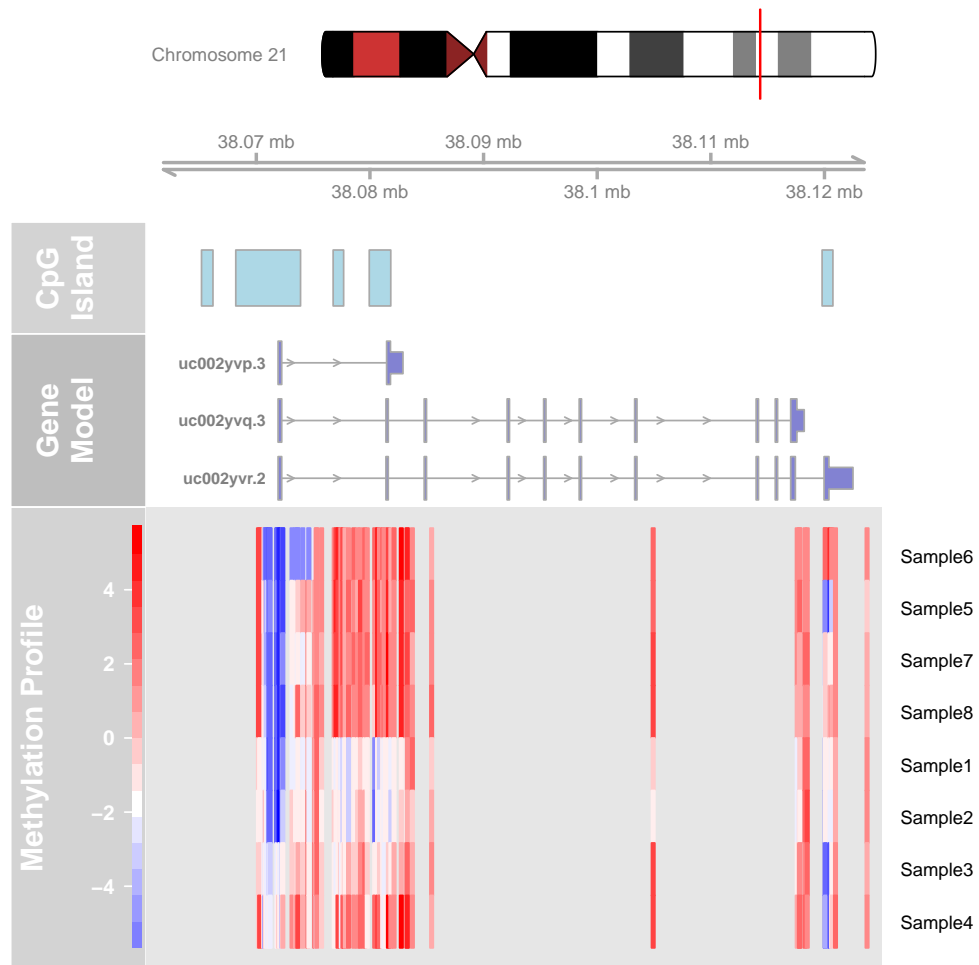 Chromosome 21
38.07 mb
38.09 mb
38.11 mb
38.08 mb
38.1 mb
38.12 mb
CpG
Island
Gene
Model
uc002yvp.3
uc002yvq.3
uc002yvr.2
Methylation Profile
4
2
0
−2
−4
Sample6
Sample5
Sample7
Sample8
Sample1
Sample2
Sample3
Sample4